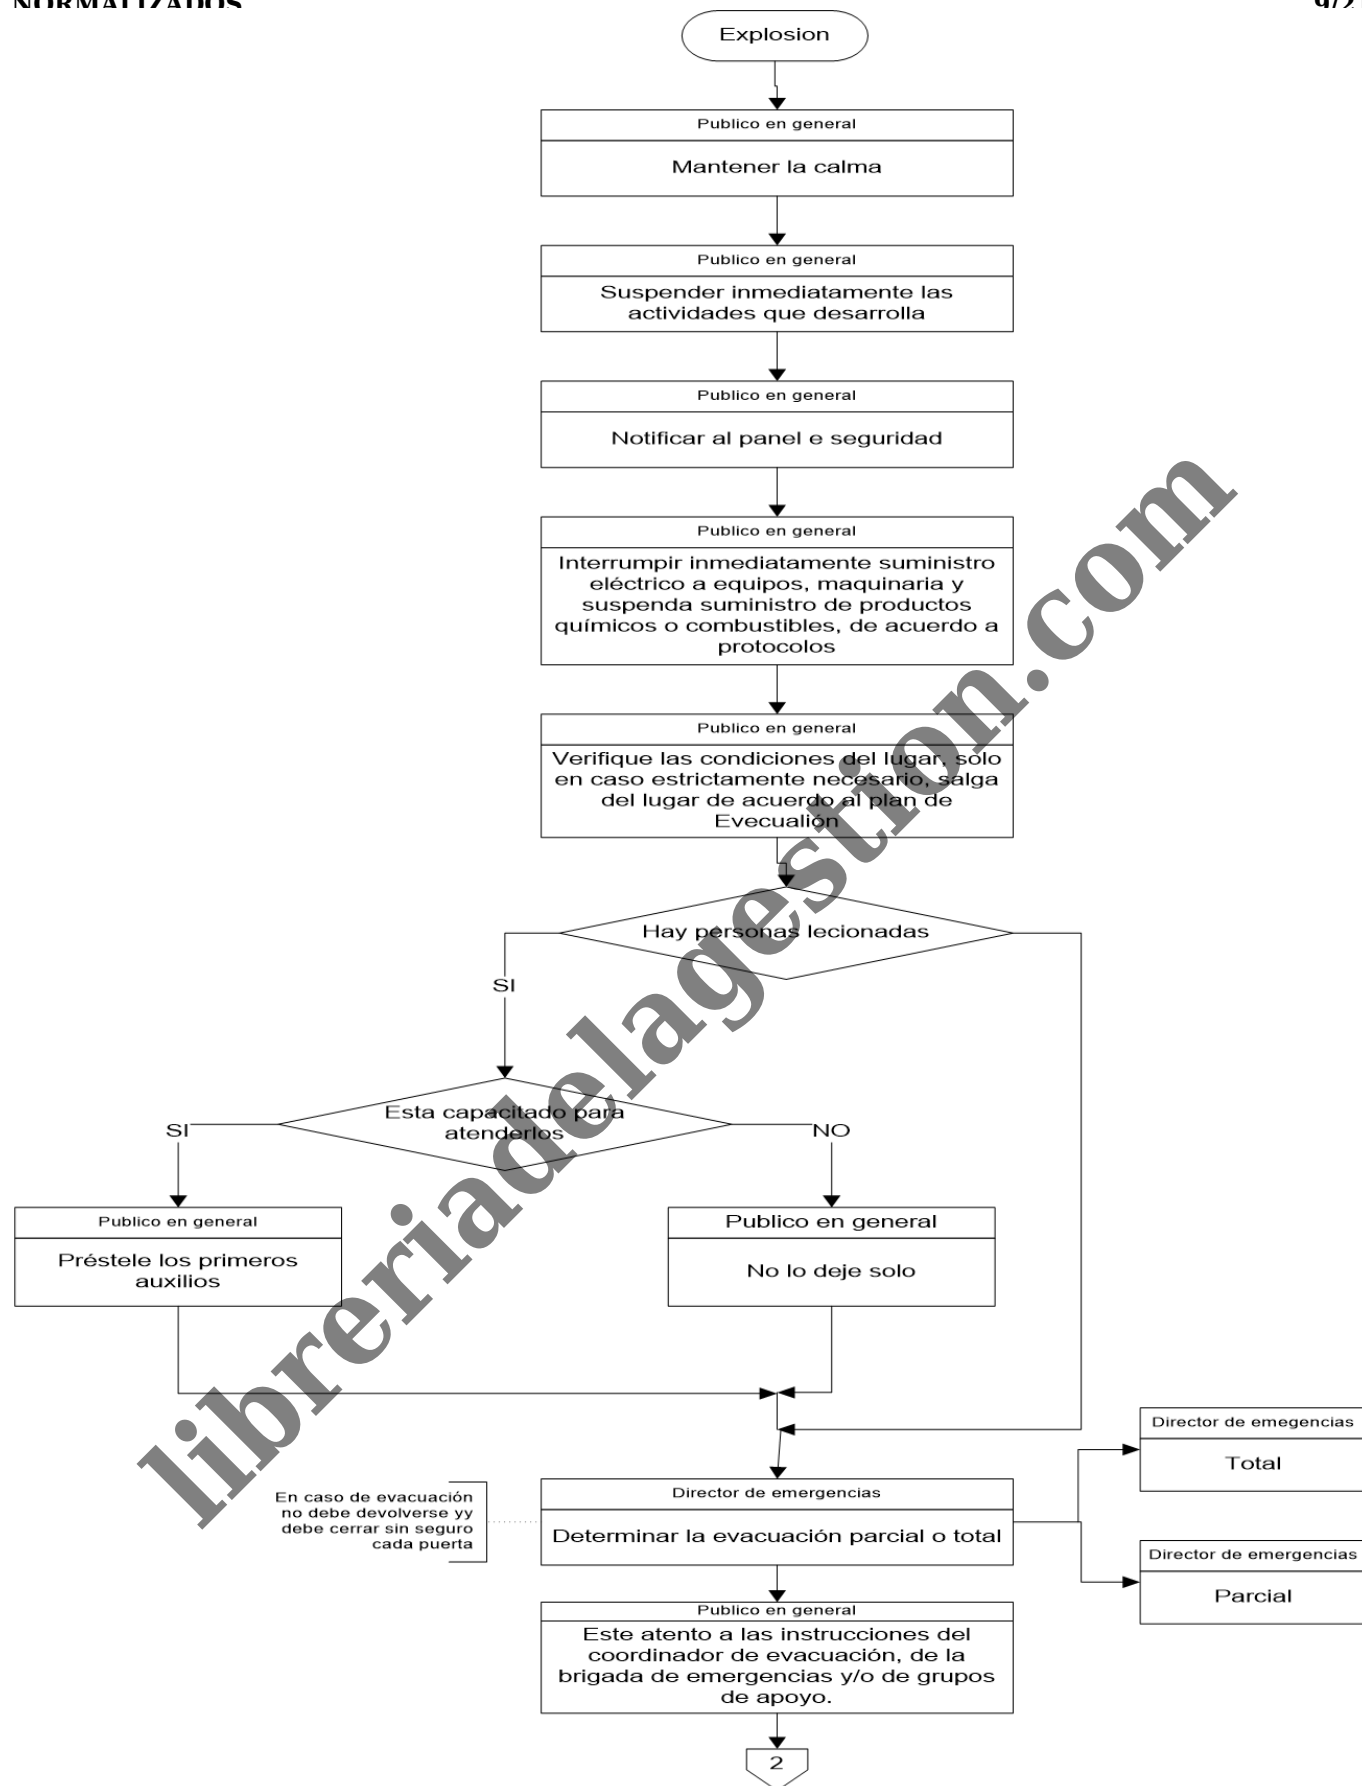 NORMALIZADOS
9/21
Explosion
Publico en general
Mantener la calma
Publico en general
Suspender inmediatamente las
actividades que desarrolla
Publico en general
Notificar al panel e seguridad
Publico en general
Interrumpir inmediatamente suministro
eléctrico a equipos, maquinaria y
suspenda suministro de productos
químicos o combustibles, de acuerdo a
protocolos
Publico en general
Verifique las condiciones del lugar, solo
en caso estrictamente necesario, salga
del lugar de acuerdo al plan de
Evecualión
Hay personas lecionadas
SI
Esta capacitado para
atenderlos
SI
NO
Publico en general
Préstele los primeros
auxilios
Publico en general
No lo deje solo
Director de emegencias
Total
En caso de evacuación
no debe devolverse yy
debe cerrar sin seguro
cada puerta
Director de emergencias
Determinar la evacuación parcial o total
Director de emergencias
Parcial
Publico en general
Este atento a las instrucciones del
coordinador de evacuación, de la
brigada de emergencias y/o de grupos
de apoyo.
2
libreriadelagestion.com